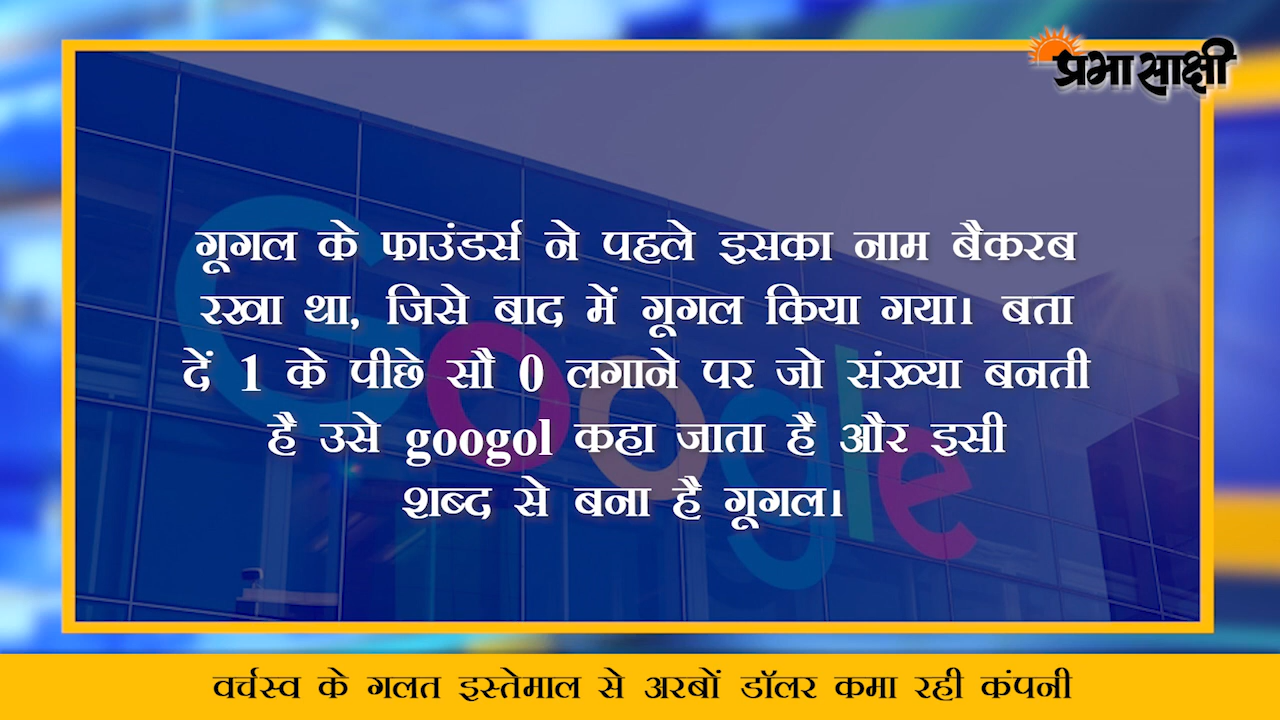 प्रभासाक्षी
गूगल के फाउंडर्स ने पहले इसका नाम बैकरब
रखा था, जिसे बाद में गूगल किया गया। बता
दें 1 के पीछे सौ 0 लगाने पर जो संख्या बनती
है उसे googol कहा जाता है और इसी
शब्द से बना है गूगल।
Google
वर्चस्व के गलत इस्तेमाल से अरबों डॉलर कमा रही कंपनी